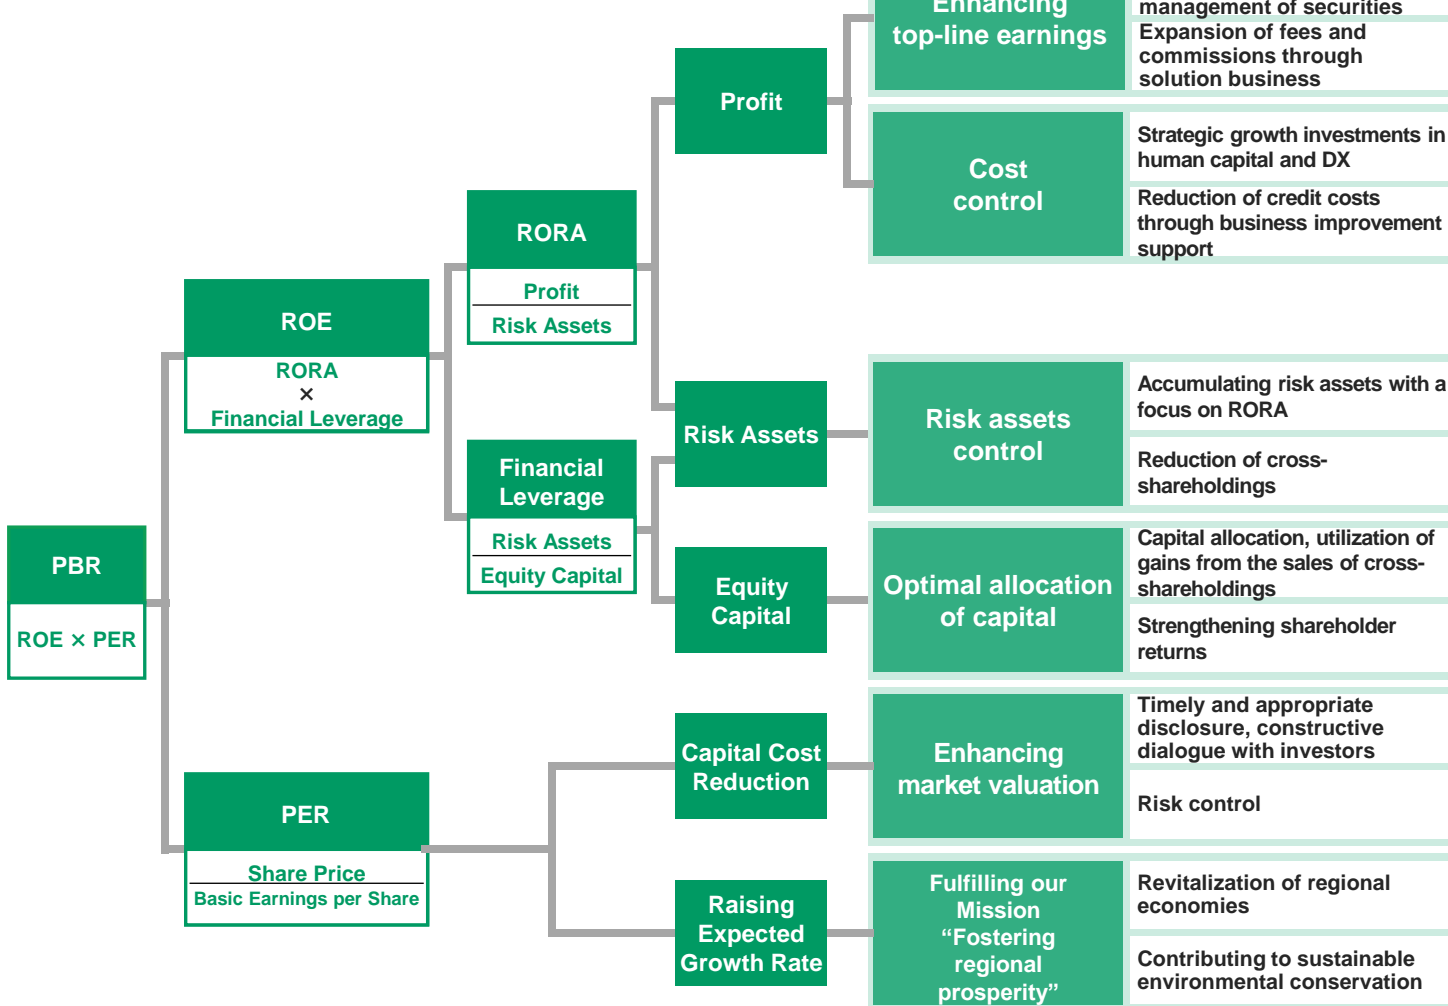 PBR
ROE × PER
ROE
RORA
×
Financial Leverage
PER
Share Price
Basic Earnings per Share
RORA
Profit
Risk Assets
Financial
Leverage
Risk Assets
Equity Capital
Profit
Risk Assets
Equity
Capital
Capital Cost
Reduction
Raising
Expected
Growth Rate
Enhancing
top-line earnings
management of securities
Expansion of fees and
commissions through
solution business
Cost
control
Strategic growth investments in
human capital and DX
Reduction of credit costs
through business improvement
support
Risk assets
control
Accumulating risk assets with a
focus on RORA
Reduction of cross-
shareholdings
Optimal allocation
of capital
Capital allocation, utilization of
gains from the sales of cross-
shareholdings
Strengthening shareholder
returns
Enhancing
market valuation
Timely and appropriate
disclosure, constructive
dialogue with investors
Risk control
Fulfilling our
Mission
“Fostering
regional
prosperity”
Revitalization of regional
economies
Contributing to sustainable
environmental conservation